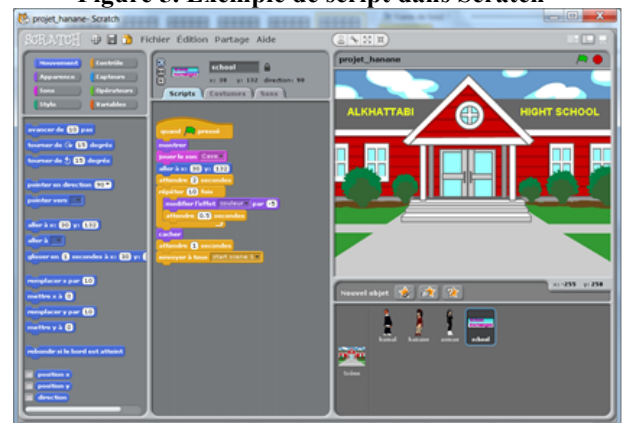 Figure 5: Exemple de script dans Scratch
projet_hanane- Scratch
SCRATCH Fichier Édition Partage Aide
Mouvement Contrôle
Apparence Capteurs
Sons Opérateurs
Stylo Variables
avancer de 10 pas
tourner de 15 degrés
tourner de 15 degrés
pointer en direction 90
pointer vers
aller à x: 30 y: 132
aller à
glisser en 1 secondes à x: 30 y:
remplacer x par 10
mettre x à 0
remplacer y par 10
mettre y à 0
rebondir si le bord est atteint
position x
position y
direction
school
x: 30 y: 132 direction: 90
Scripts Costumes Sons
quand pressé
montrer
jouer le son Cave
aller à x: 30 y: 132
attendre 2 secondes
répéter 10 fois
modifier l'effet couleur par
attendre 0.5 secondes
cacher
attendre 1 secondes
envoyer à tous start scene 1
projet_hanane
ALKHATTABI HIGHT SCHOOL
x: -255 y: 250
Nouvel objet
kamal hanane school
Scène